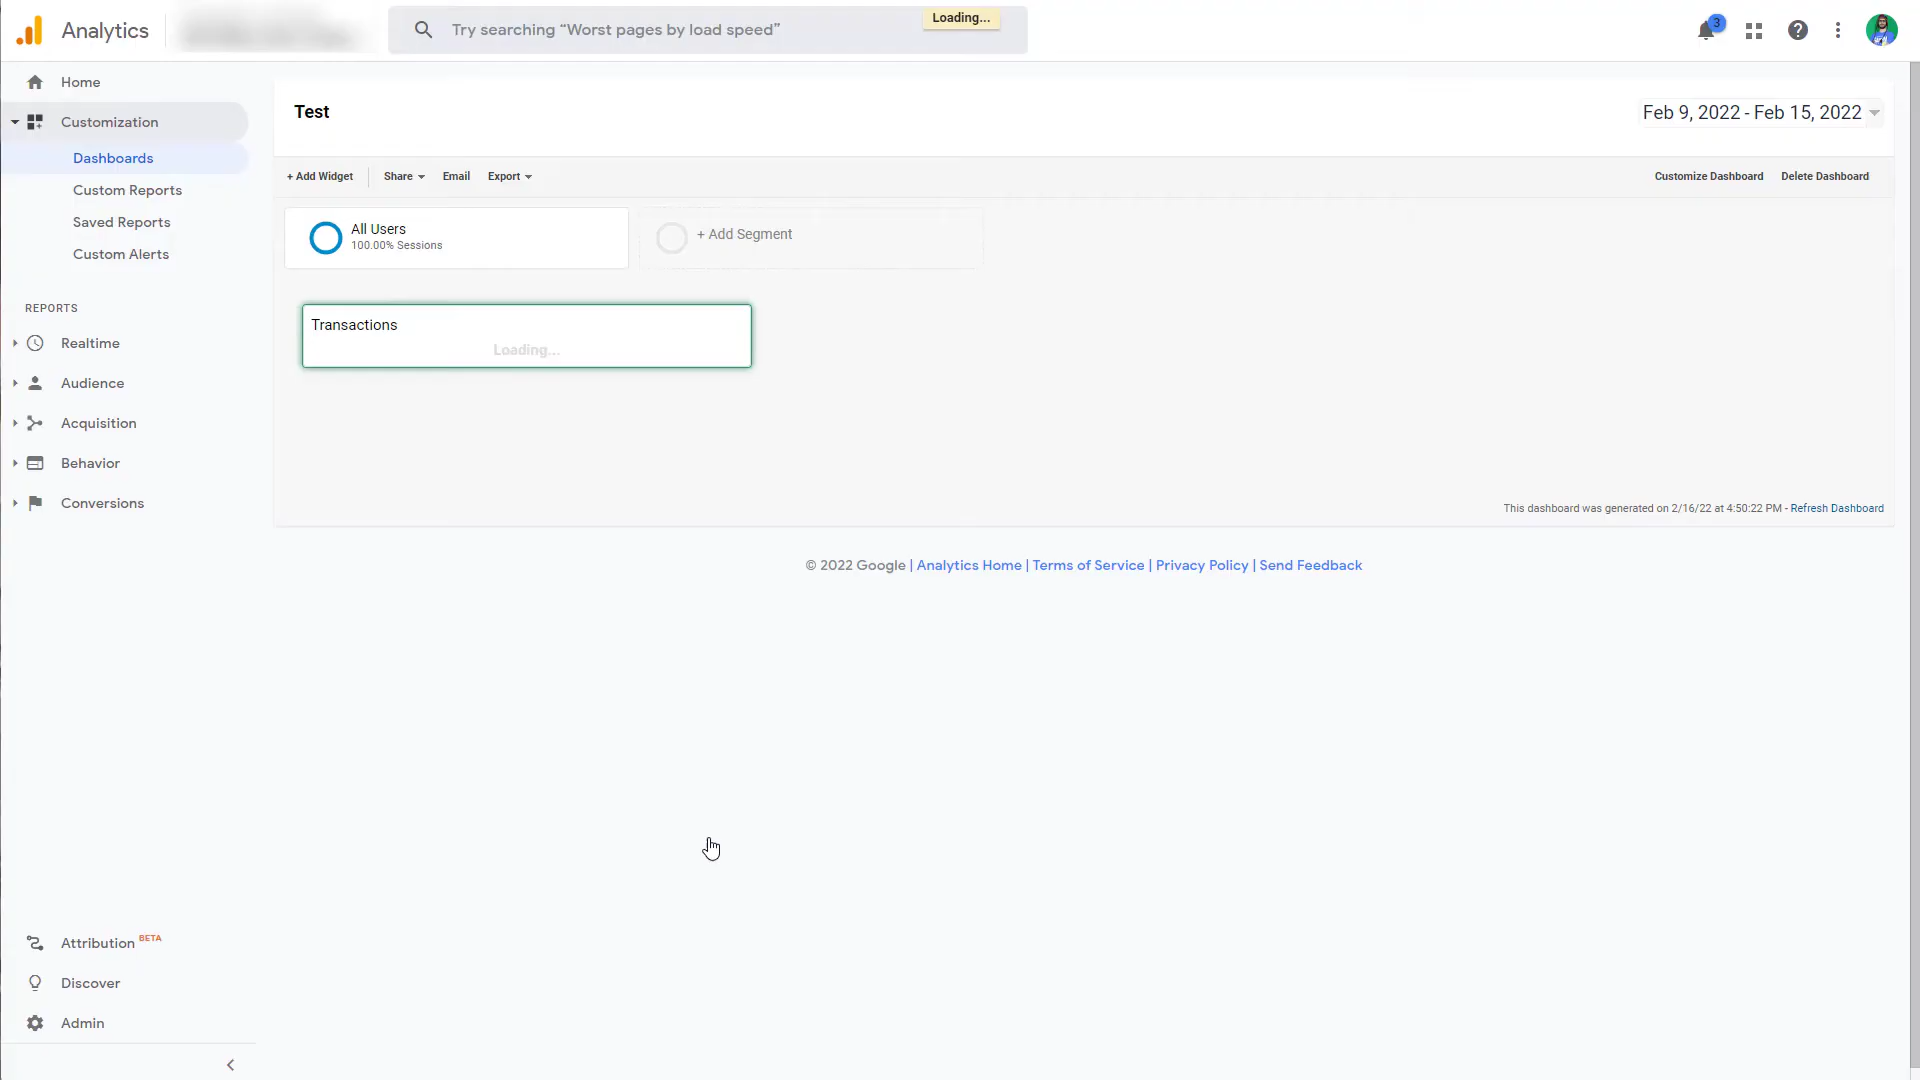 Analytics
Try searching “Worst pages by load speed”
Loading...
3
Home
Customization
Dashboards
Custom Reports
Saved Reports
Custom Alerts
REPORTS
Realtime
Audience
Acquisition
Behavior
Conversions
Attribution BETA
Discover
Admin
Test
Feb 9, 2022 - Feb 15, 2022
+ Add Widget
Share
Email
Export
Customize Dashboard
Delete Dashboard
All Users
100.00% Sessions
+ Add Segment
Transactions
Loading...
This dashboard was generated on 2/16/22 at 4:50:22 PM - Refresh Dashboard
© 2022 Google | Analytics Home | Terms of Service | Privacy Policy | Send Feedback